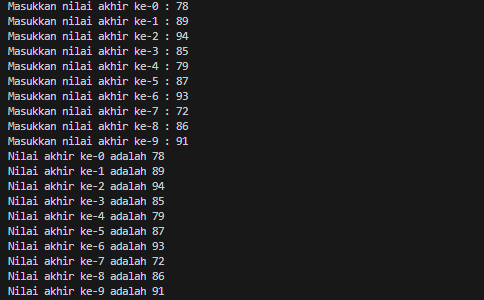 Masukkan nilai akhir ke-0 : 78
Masukkan nilai akhir ke-1 : 89
Masukkan nilai akhir ke-2 : 94
Masukkan nilai akhir ke-3 : 85
Masukkan nilai akhir ke-4 : 79
Masukkan nilai akhir ke-5 : 87
Masukkan nilai akhir ke-6 : 93
Masukkan nilai akhir ke-7 : 72
Masukkan nilai akhir ke-8 : 86
Masukkan nilai akhir ke-9 : 91
Nilai akhir ke-0 adalah 78
Nilai akhir ke-1 adalah 89
Nilai akhir ke-2 adalah 94
Nilai akhir ke-3 adalah 85
Nilai akhir ke-4 adalah 79
Nilai akhir ke-5 adalah 87
Nilai akhir ke-6 adalah 93
Nilai akhir ke-7 adalah 72
Nilai akhir ke-8 adalah 86
Nilai akhir ke-9 adalah 91